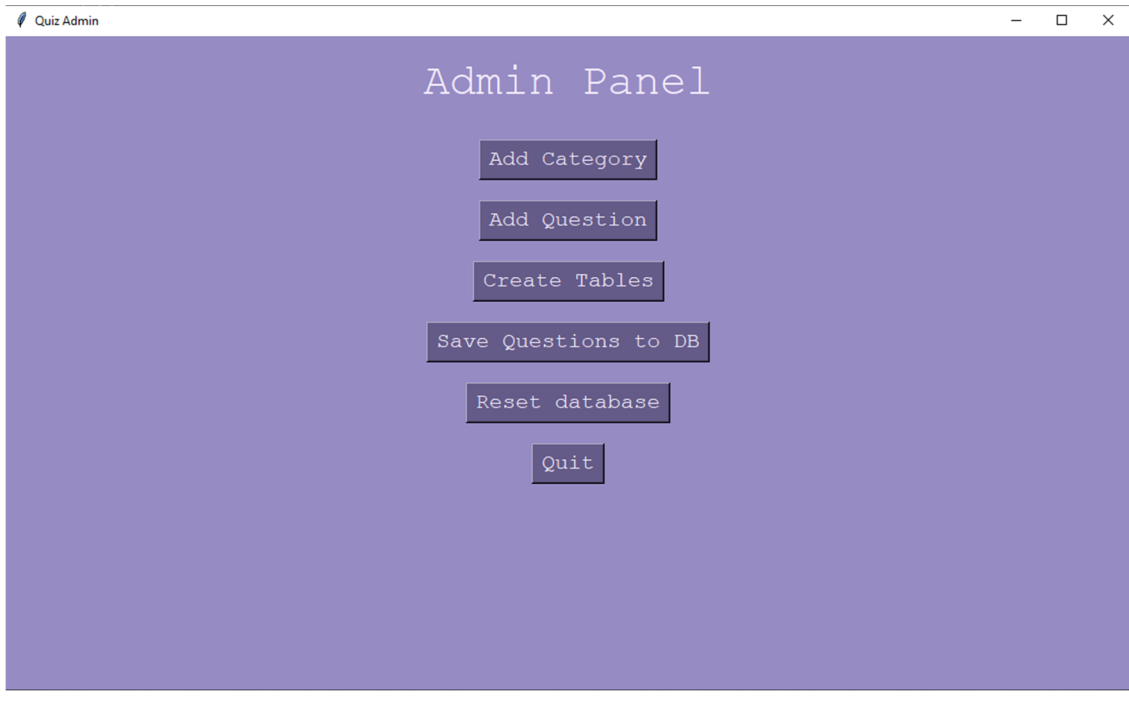 Quiz Admin
Admin Panel
Add Category
Add Question
Create Tables
Save Questions to DB
Reset database
Quit